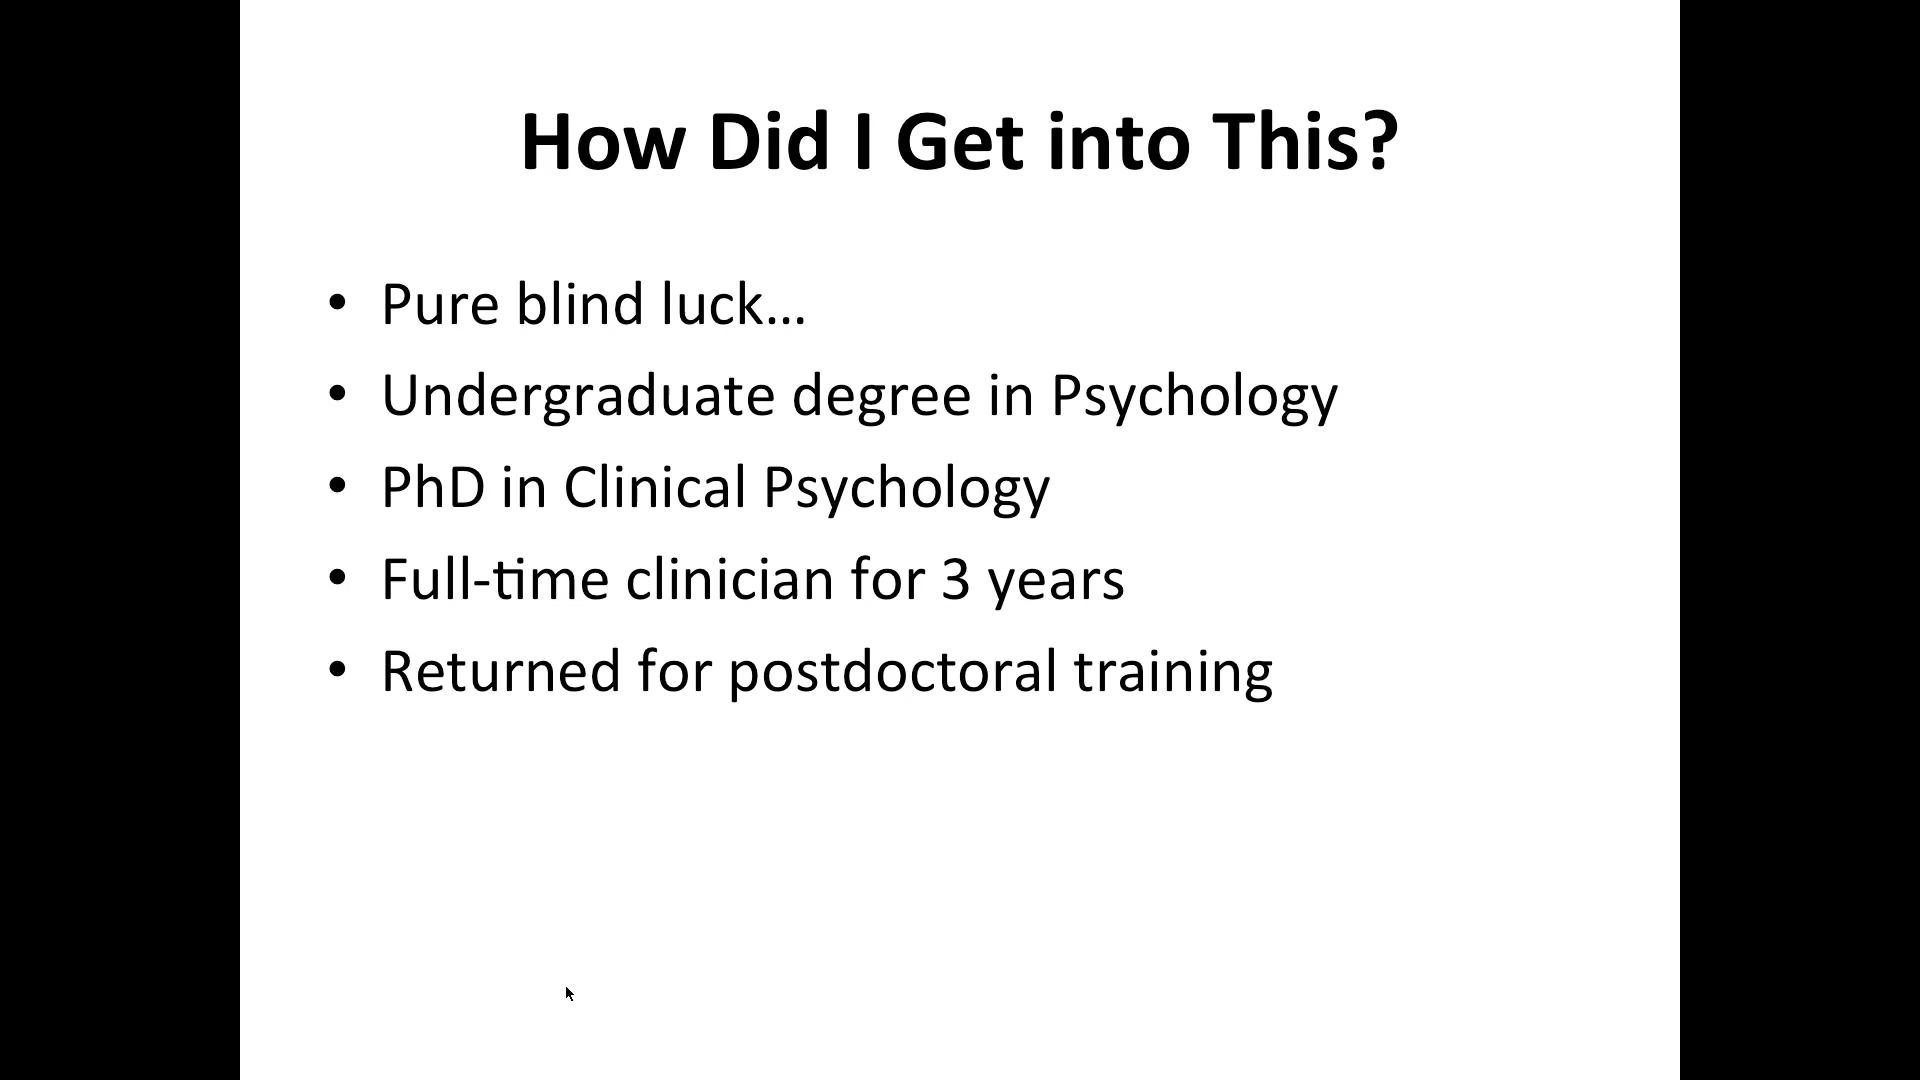 How Did I Get into This?
• Pure blind luck...
• Undergraduate degree in Psychology
• PhD in Clinical Psychology
• Full-time clinician for 3 years
• Returned for postdoctoral training